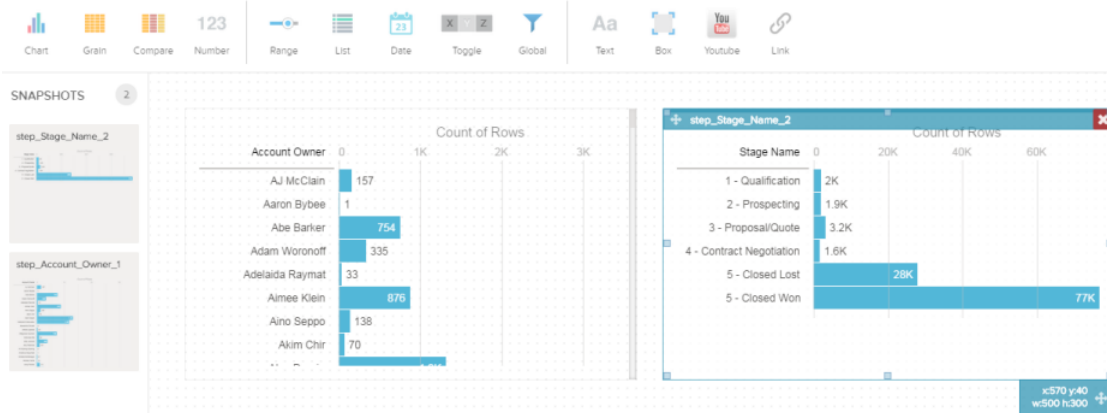 Chart Grain Compare 123 Number Range List 23 Date X Y Z Toggle Global Aa Text Box You Tube Youtube Link
SNAPSHOTS 2
step_Stage_Name_2
step_Account_Owner_1
Count of Rows
Account Owner 0 1K 2K 3K
AJ McClain 157
Aaron Bybee 1
Abe Barker 754
Adam Woronoff 335
Adelaida Raymat 33
Aimee Klein 876
Aino Seppo 138
Akim Chir 70
step_Stage_Name_2
Count of Rows
Stage Name 0 20K 40K 60K
1 - Qualification 2K
2 - Prospecting 1.9K
3 - Proposal/Quote 3.2K
4 - Contract Negotiation 1.6K
5 - Closed Lost 28K
5 - Closed Won 77K
x:570 y:40
w:500 h:300